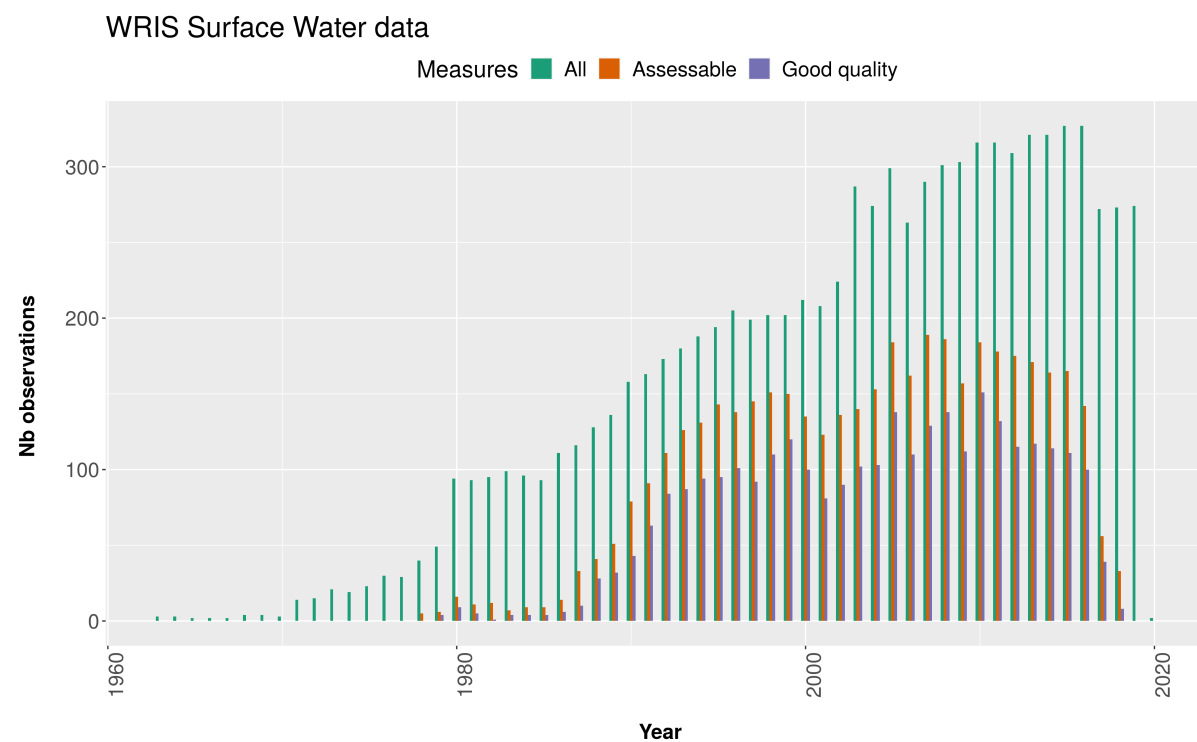 WRIS Surface Water data
Measures All Assessable Good quality
Nb observations
300
200
100
0
1960 1980 2000 2020
Year